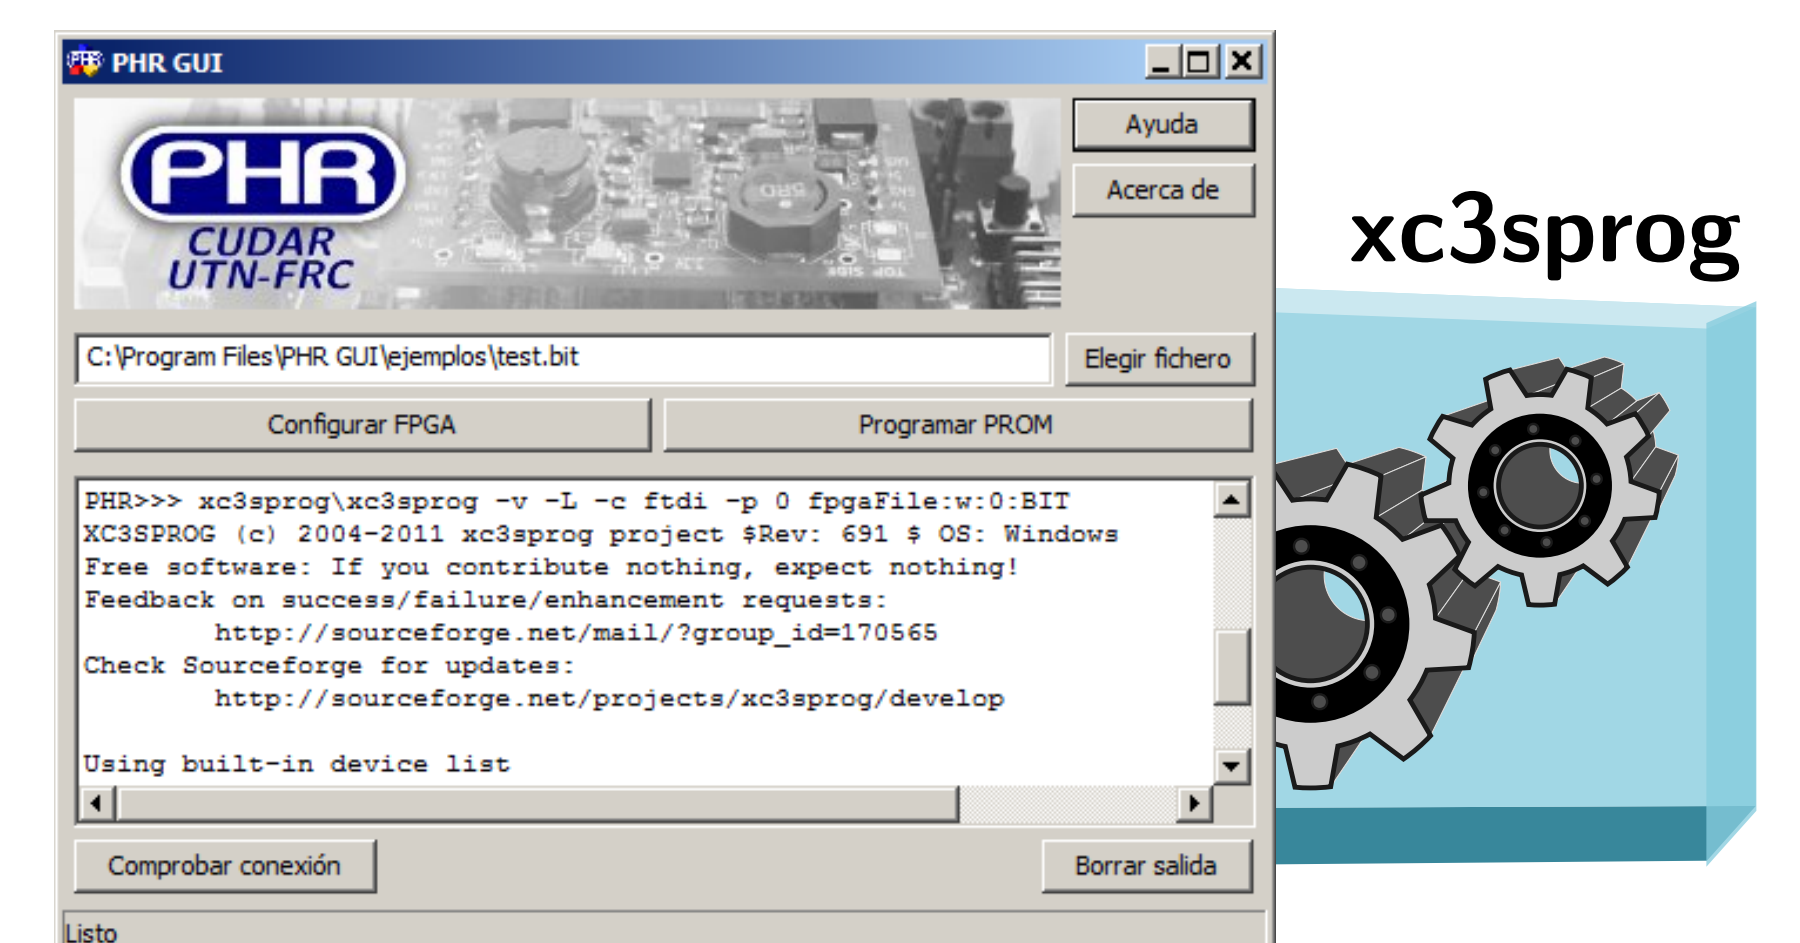 PHR GUI
PHR
CUDAR
UTN-FRC
Ayuda
Acerca de
xc3sprog
C:\Program Files\PHR GUI\ejemplos\test.bit
Elegir fichero
Configurar FPGA
Programar PROM
PHR>>> xc3sprog\xc3sprog -v -L -c ftdi -p 0 fpgaFile:w:0:BIT
XC3SPROG (c) 2004-2011 xc3sprog project $Rev: 691 $ OS: Windows
Free software: If you contribute nothing, expect nothing!
Feedback on success/failure/enhancement requests:
http://sourceforge.net/mail/?group_id=170565
Check Sourceforge for updates:
http://sourceforge.net/projects/xc3sprog/develop
Using built-in device list
Comprobar conexión
Borrar salida
Listo